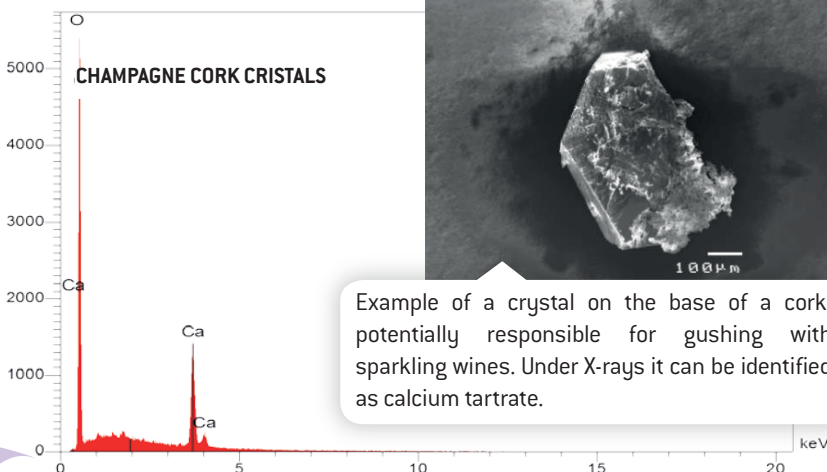 O
5000
CHAMPAGNE CORK CRISTALS
4000
3000
Ca
2000
Ca
1000
Ca
0
keV
0 5 10 15 20
100µm
Example of a crystal on the base of a cork
potentially responsible for gushing with
sparkling wines. Under X-rays it can be identified
as calcium tartrate.